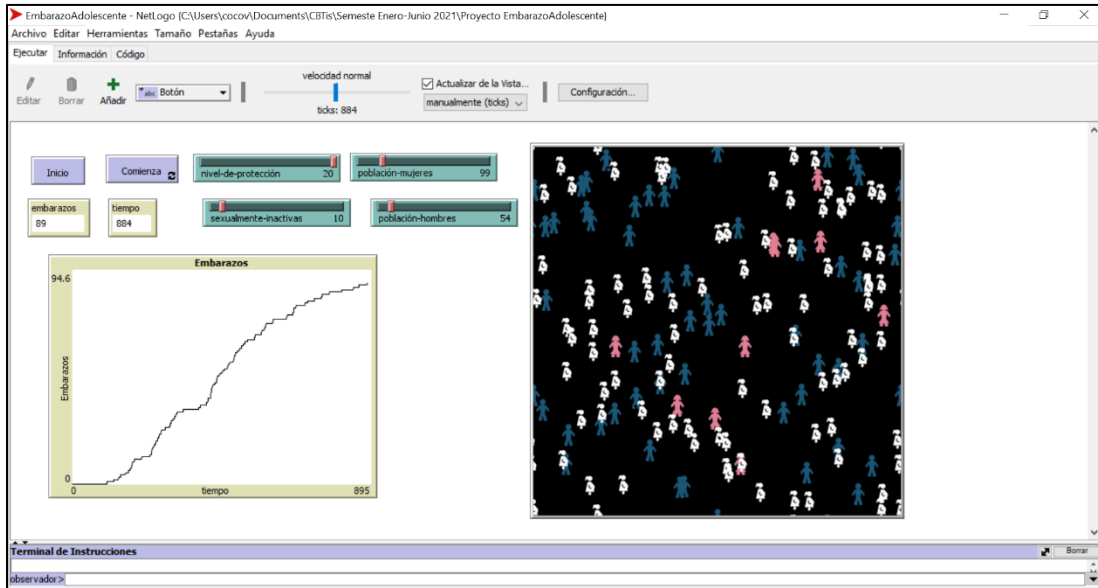 EmbarazoAdolescente - NetLogo {C:\Users\cocov\Documents\CBTis\Semeste Enero-Junio 2021\Proyecto EmbarazoAdolescente}
Archivo Editar Herramientas Tamaño Pestañas Ayuda
Ejecutar Información Código
Editar Borrar Añadir abc Botón velocidad normal ticks: 884 Actualizar de la Vista... manualmente (ticks) Configuración...
Inicio Comienza nivel-de-protección 20 población-mujeres 99
embarazos 89 tiempo 884 sexualmente-inactivas 10 población-hombres 54
Embarazos
94.6
Embarazos
0
0 tiempo 895
Terminal de Instrucciones Borrar
observador>